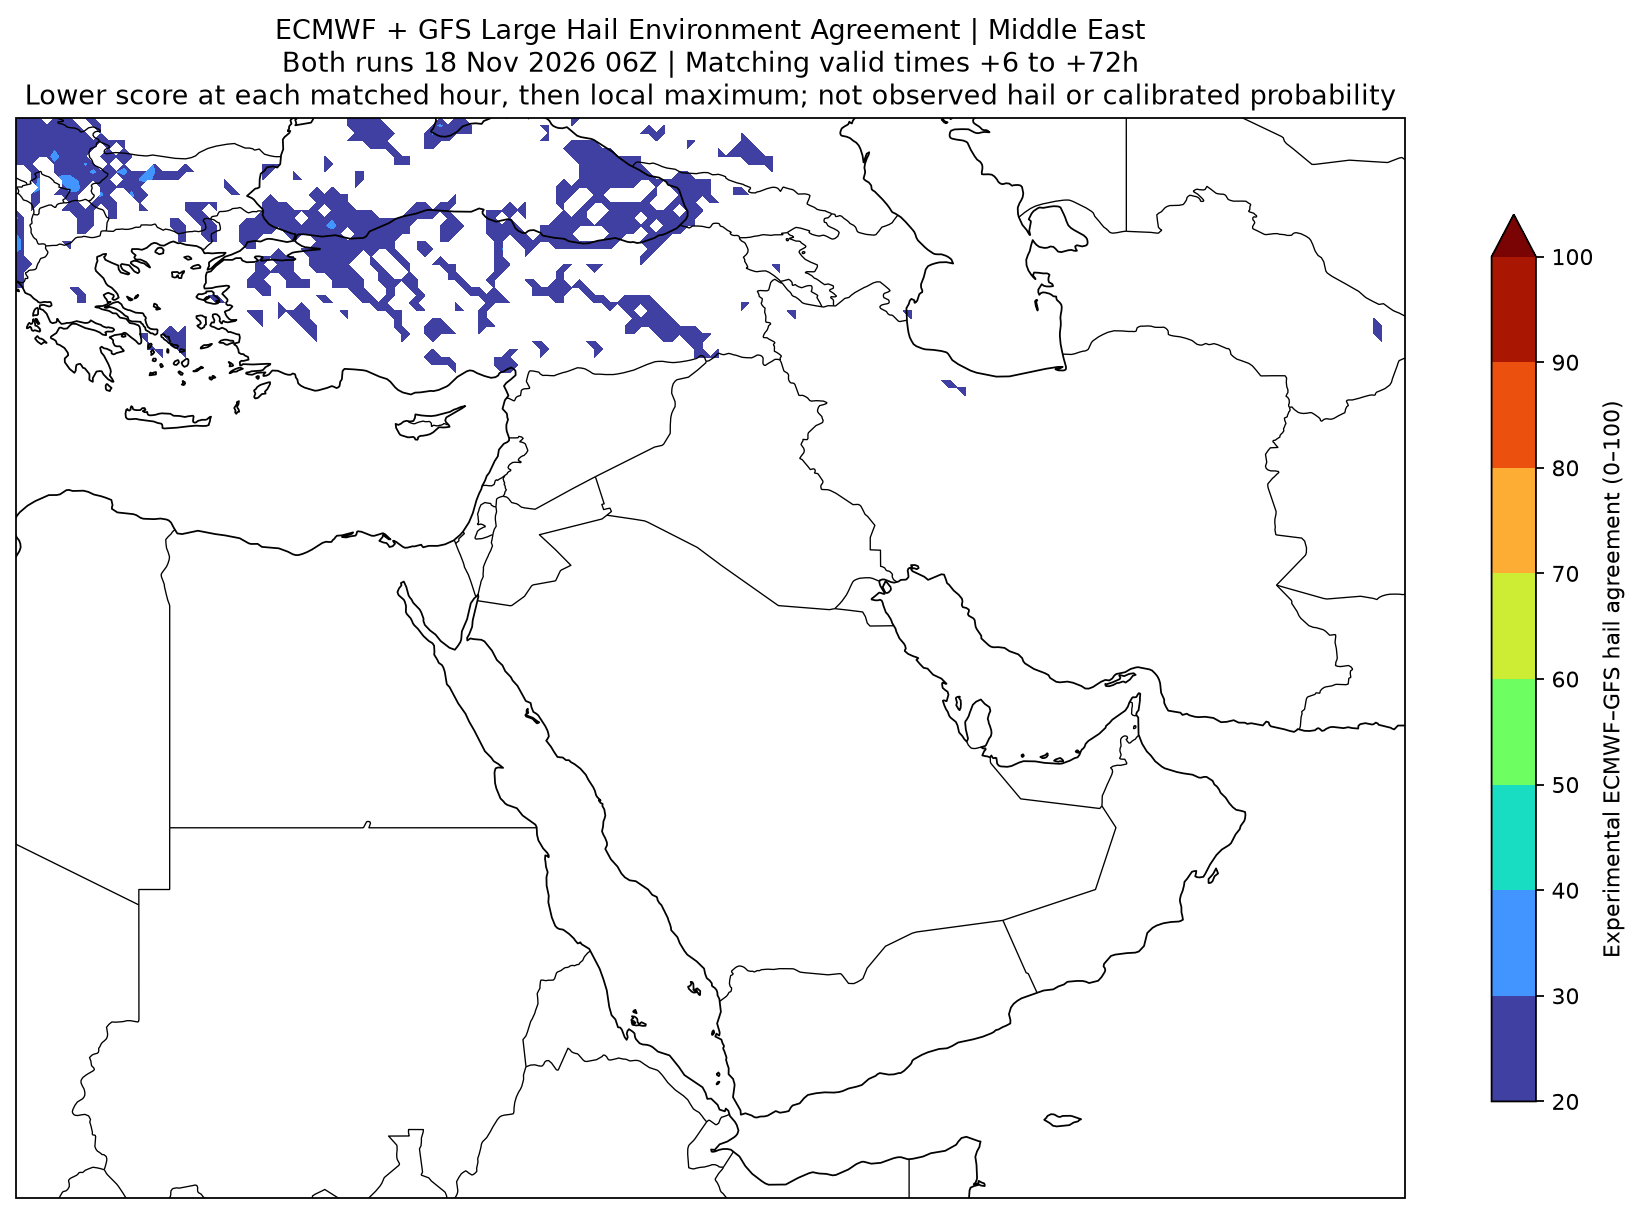 ECMWF + GFS Large Hail Environment Agreement | Middle East
Both runs 18 Nov 2026 06Z | Matching valid times +6 to +72h
Lower score at each matched hour, then local maximum; not observed hail or calibrated probability
100
90
80
70
60
50
40
30
20
Experimental ECMWF–GFS hail agreement (0–100)